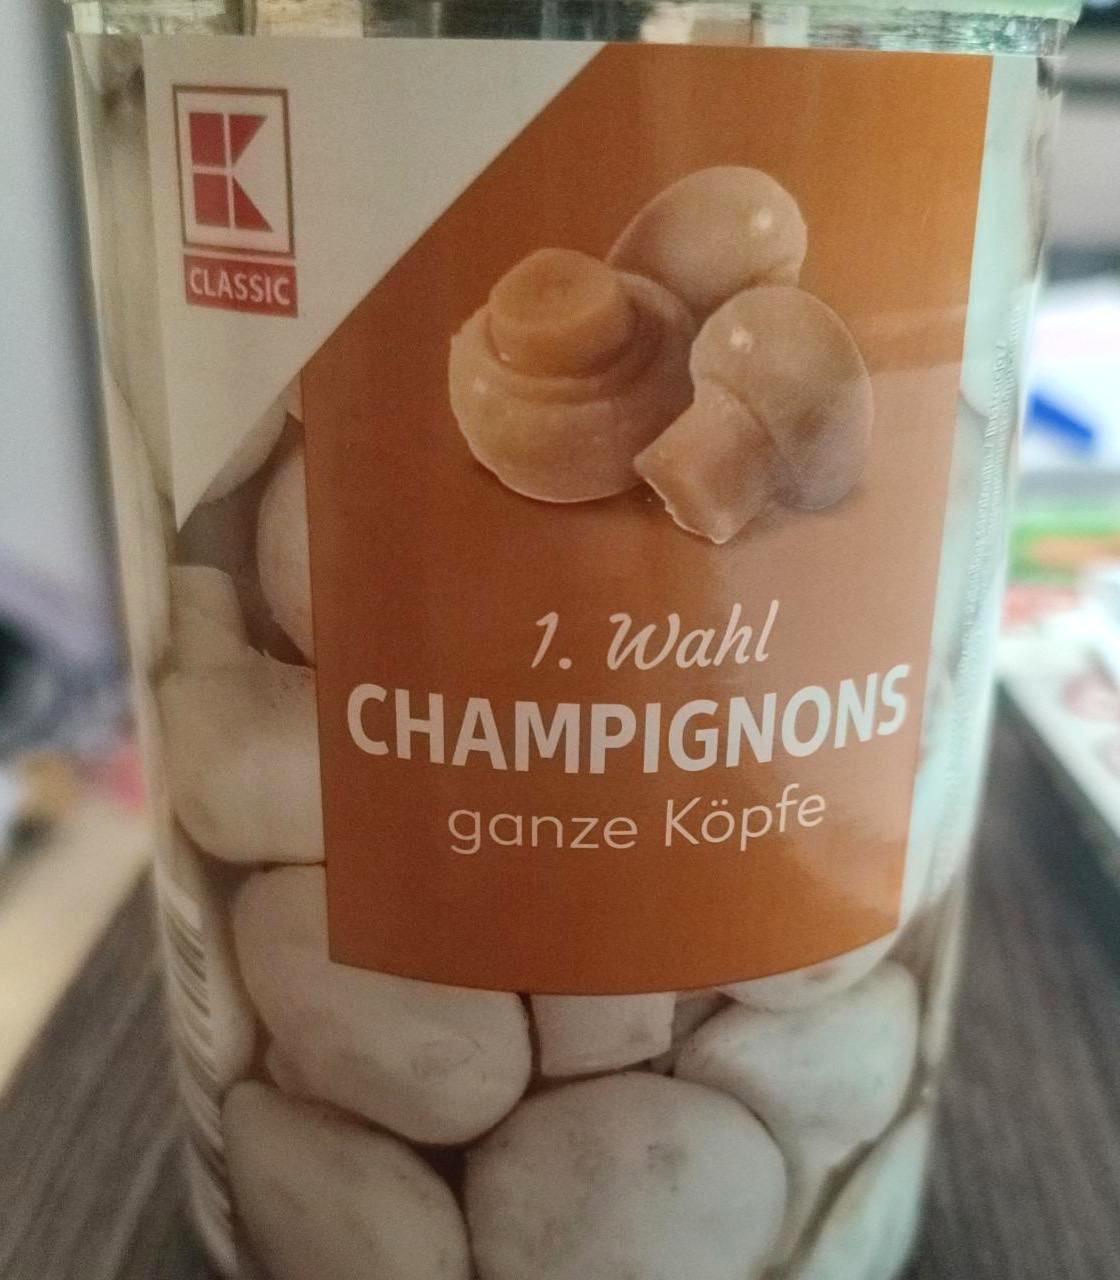 K
CLASSIC
1. Wahl
CHAMPIGNONS
ganze Köpfe